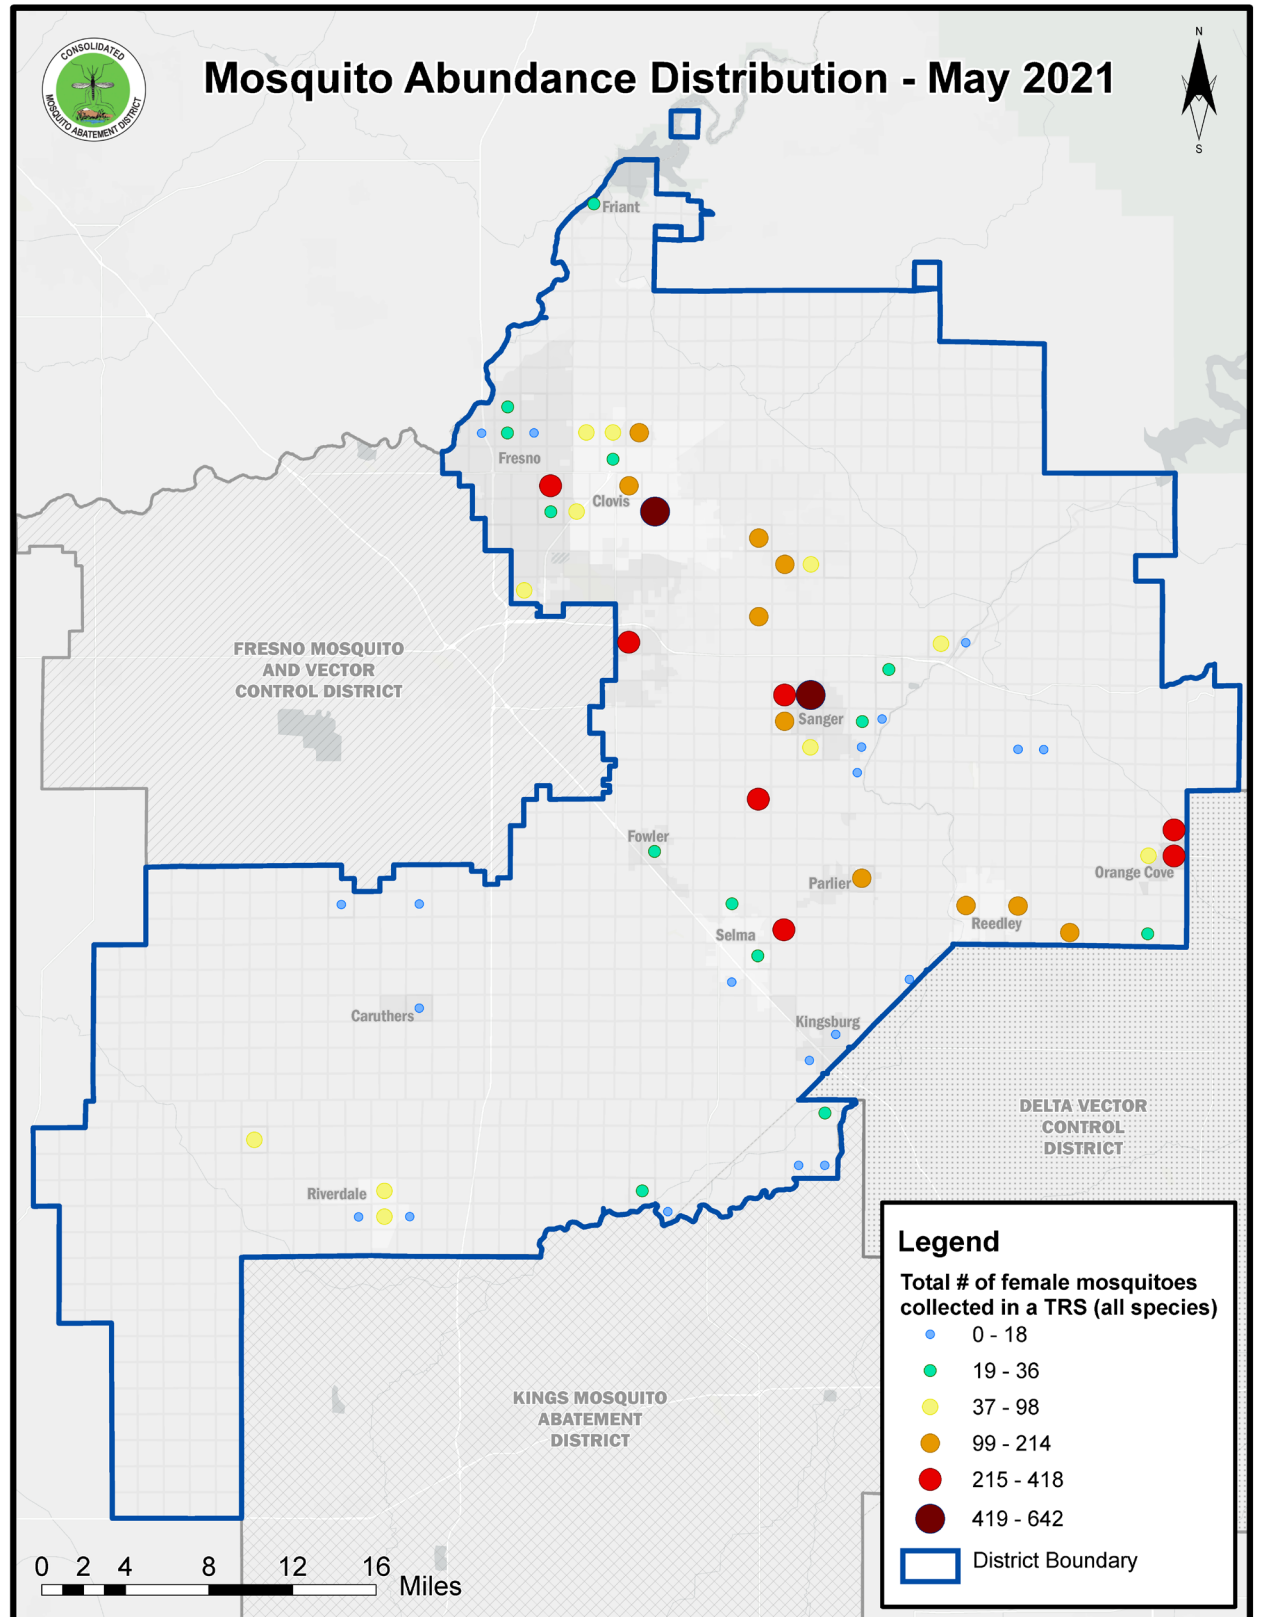 CONSOLIDATED
MOSQUITO ABATEMENT DISTRICT
Mosquito Abundance Distribution - May 2021
N
S
Friant
Fresno
Clovis
FRESNO MOSQUITO
AND VECTOR
CONTROL DISTRICT
Sanger
Fowler
Parlier
Orange Cove
Reedley
Selma
Caruthers
Kingsburg
DELTA VECTOR
CONTROL
DISTRICT
Riverdale
KINGS MOSQUITO
ABATEMENT
DISTRICT
Legend
Total # of female mosquitoes
collected in a TRS (all species)
0 - 18
19 - 36
37 - 98
99 - 214
215 - 418
419 - 642
District Boundary
0 2 4 8 12 16
Miles